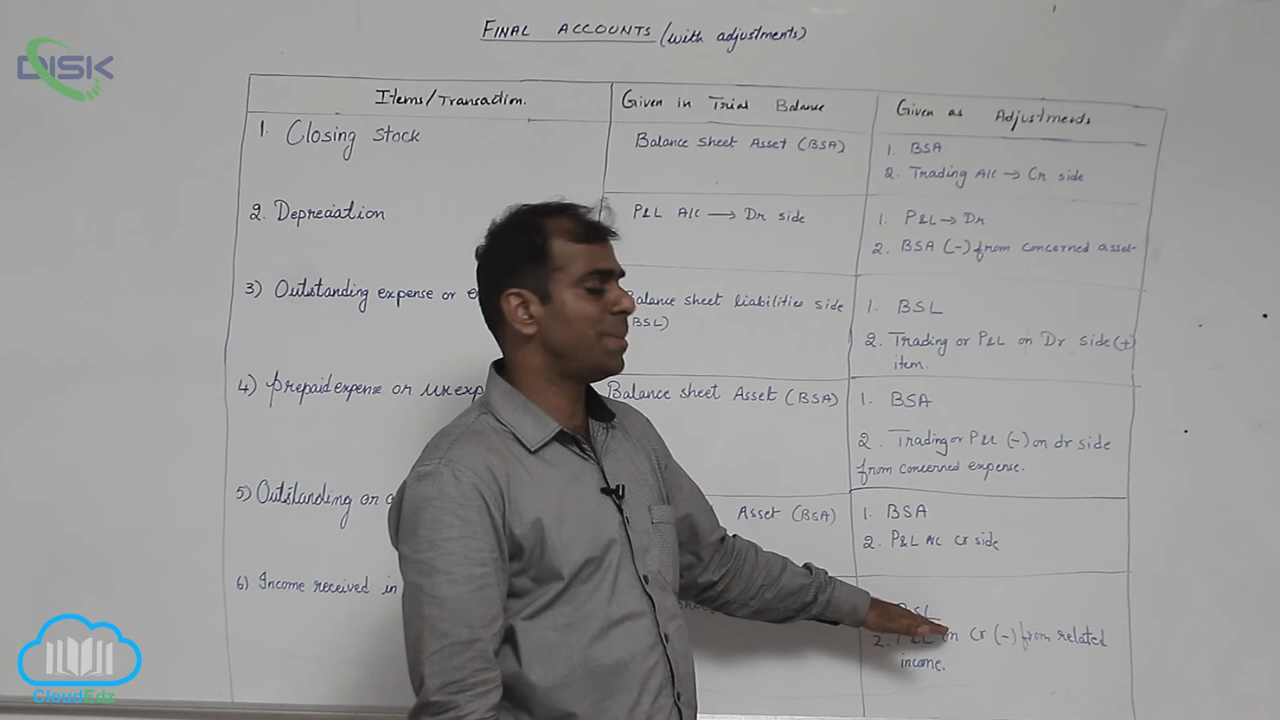 DISK
FINAL ACCOUNTS (with adjustments)
Items/Transaction.
Given in Trial Balance
Given as Adjustments
1. Closing stock
Balance sheet Asset (BSA)
1. BSA
2. Trading A/c → Cr side
2. Depreciation
P&L A/c → Dr side
1. P&L → Dr
2. BSA (-) from concerned asset
3) Outstanding expense or
Balance sheet liabilities side
(BSL)
1. BSL
2. Trading or P&L on Dr side (+)
item.
4) Prepaid expense or
Balance sheet Asset (BSA)
1. BSA
2. Trading or P&L (-) on dr side
from concerned expense.
5) Outstanding or
Asset (BSA)
1. BSA
2. P&L A/c Cr side
6) Income received in
BSL
2. P&L on Cr (-) from related
income.
CloudEdz